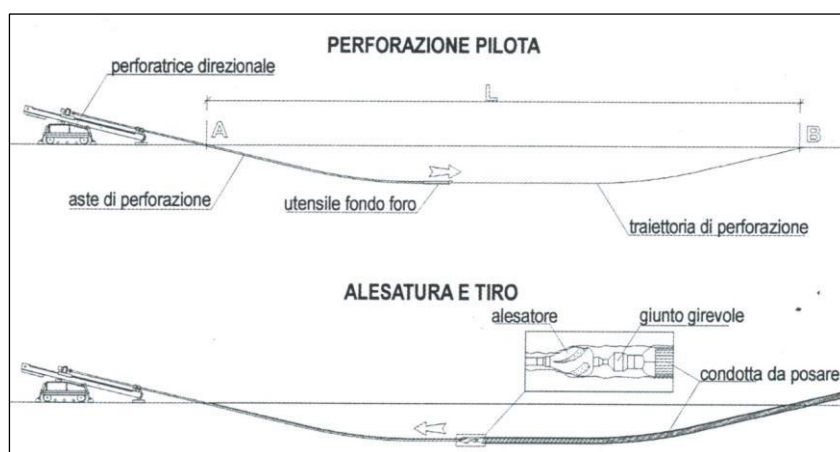 PERFORAZIONE PILOTA
perforatrice direzionale
L
A
B
aste di perforazione
utensile fondo foro
traiettoria di perforazione
ALESATURA E TIRO
alesatore
giunto girevole
condotta da posare